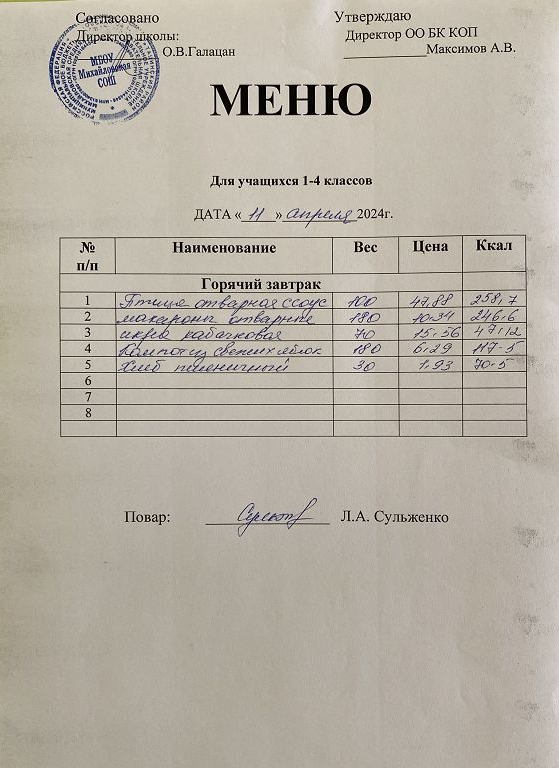 Согласовано Утверждаю
Директор школы: Директор ОО БК КОП
О.В.Галацан Максимов А.В.
МБОУ
Михайловская
СОШ
МЕНЮ
Для учащихся 1-4 классов
ДАТА « 11 » апреля 2024г.
№ п/п Наименование Вес Цена Ккал
Горячий завтрак
1 Птица отварная ссоус 100 47,88 258,7
2 макароны отварные 180 10.34 246.6
3 икра кабачковая 70 15,56 47,12
4 Компот из свежих яблок 180 6.29 117.5
5 Хлеб пшеничный 30 1.93 70.5
6
7
8
Повар: Л.А. Сульженко